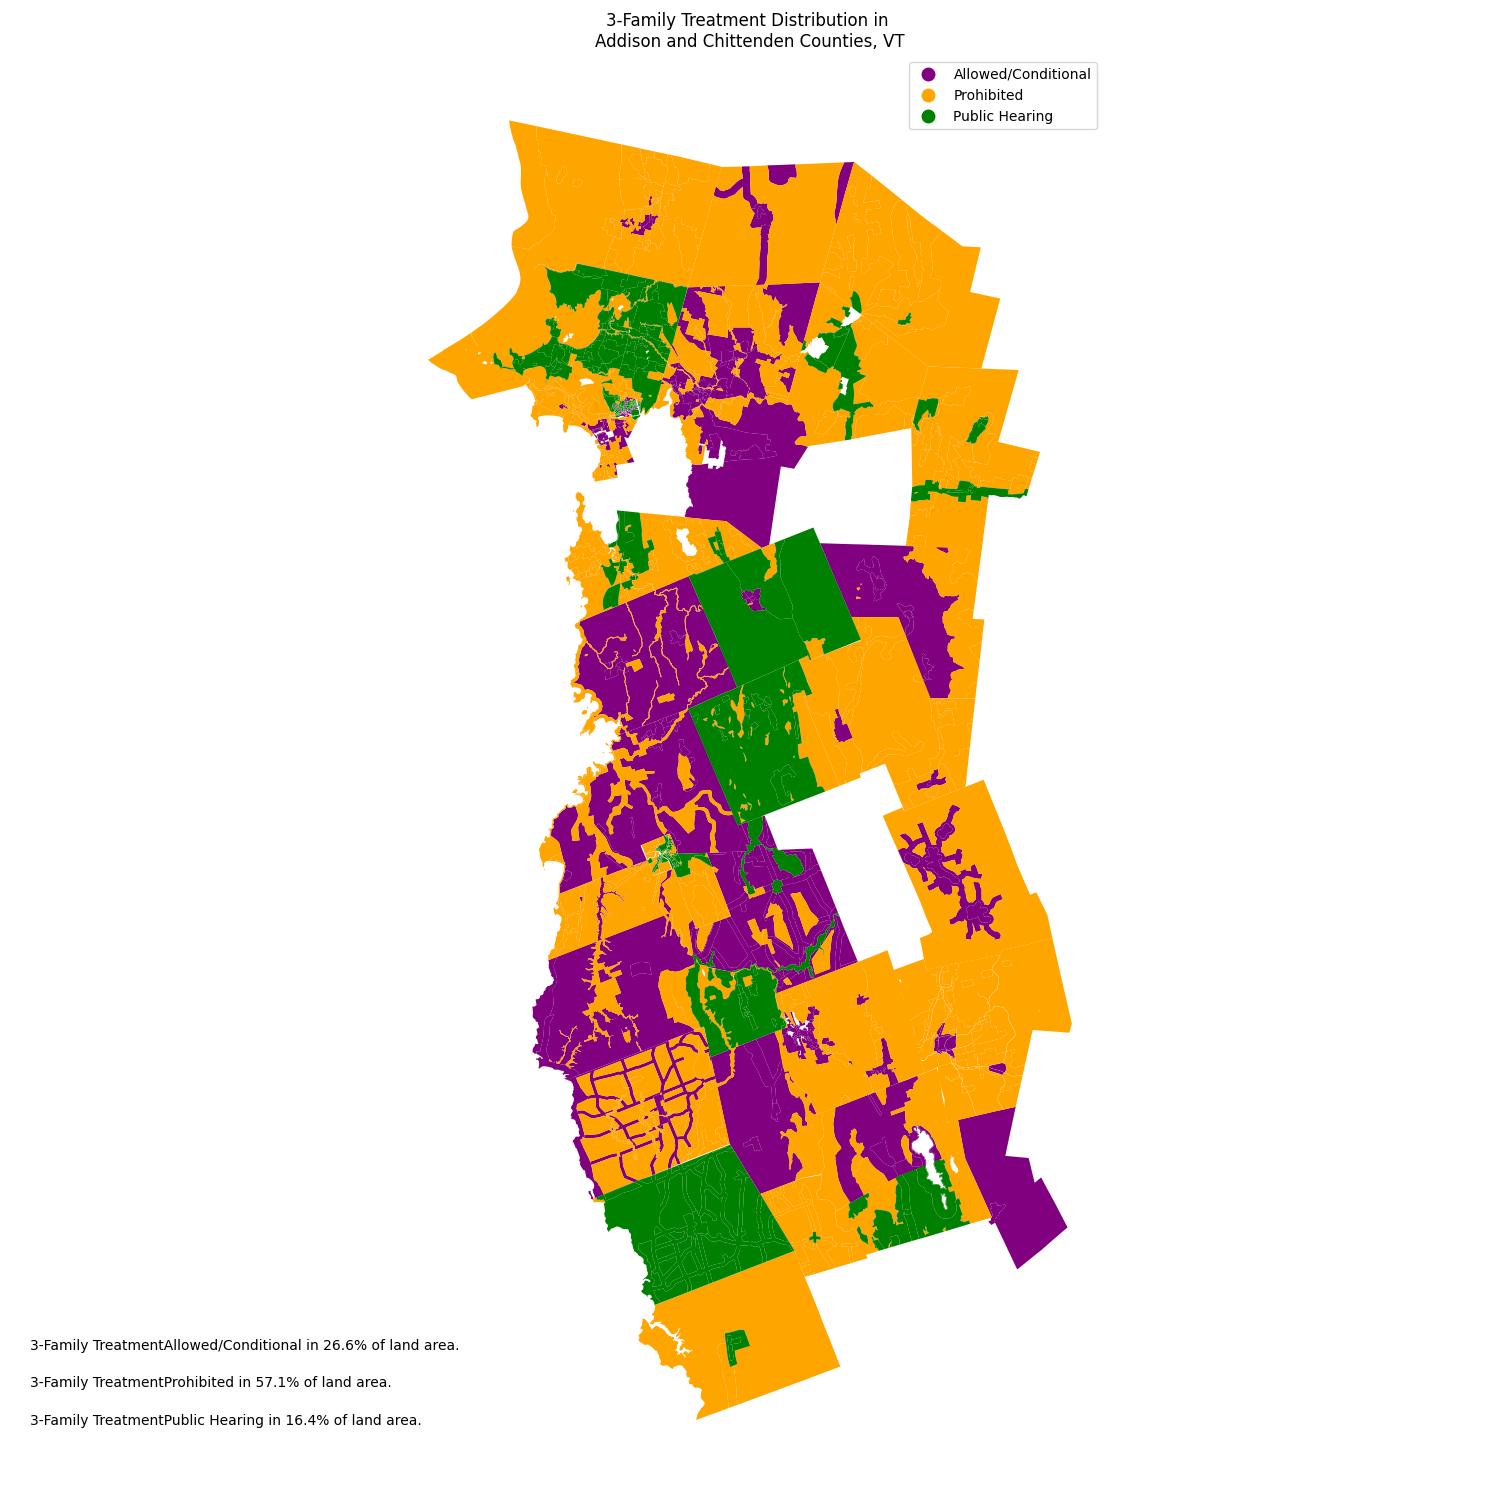 3-Family Treatment Distribution in
Addison and Chittenden Counties, VT
Allowed/Conditional
Prohibited
Public Hearing
3-Family TreatmentAllowed/Conditional in 26.6% of land area.
3-Family TreatmentProhibited in 57.1% of land area.
3-Family TreatmentPublic Hearing in 16.4% of land area.